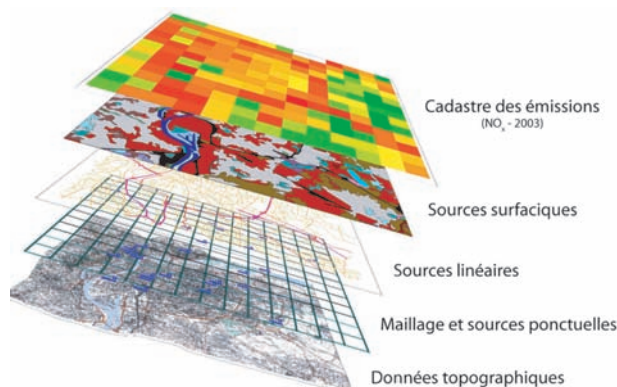 Cadastre des émissions
(NOx - 2003)
Sources surfaciques
Sources linéaires
Maillage et sources ponctuelles
Données topographiques